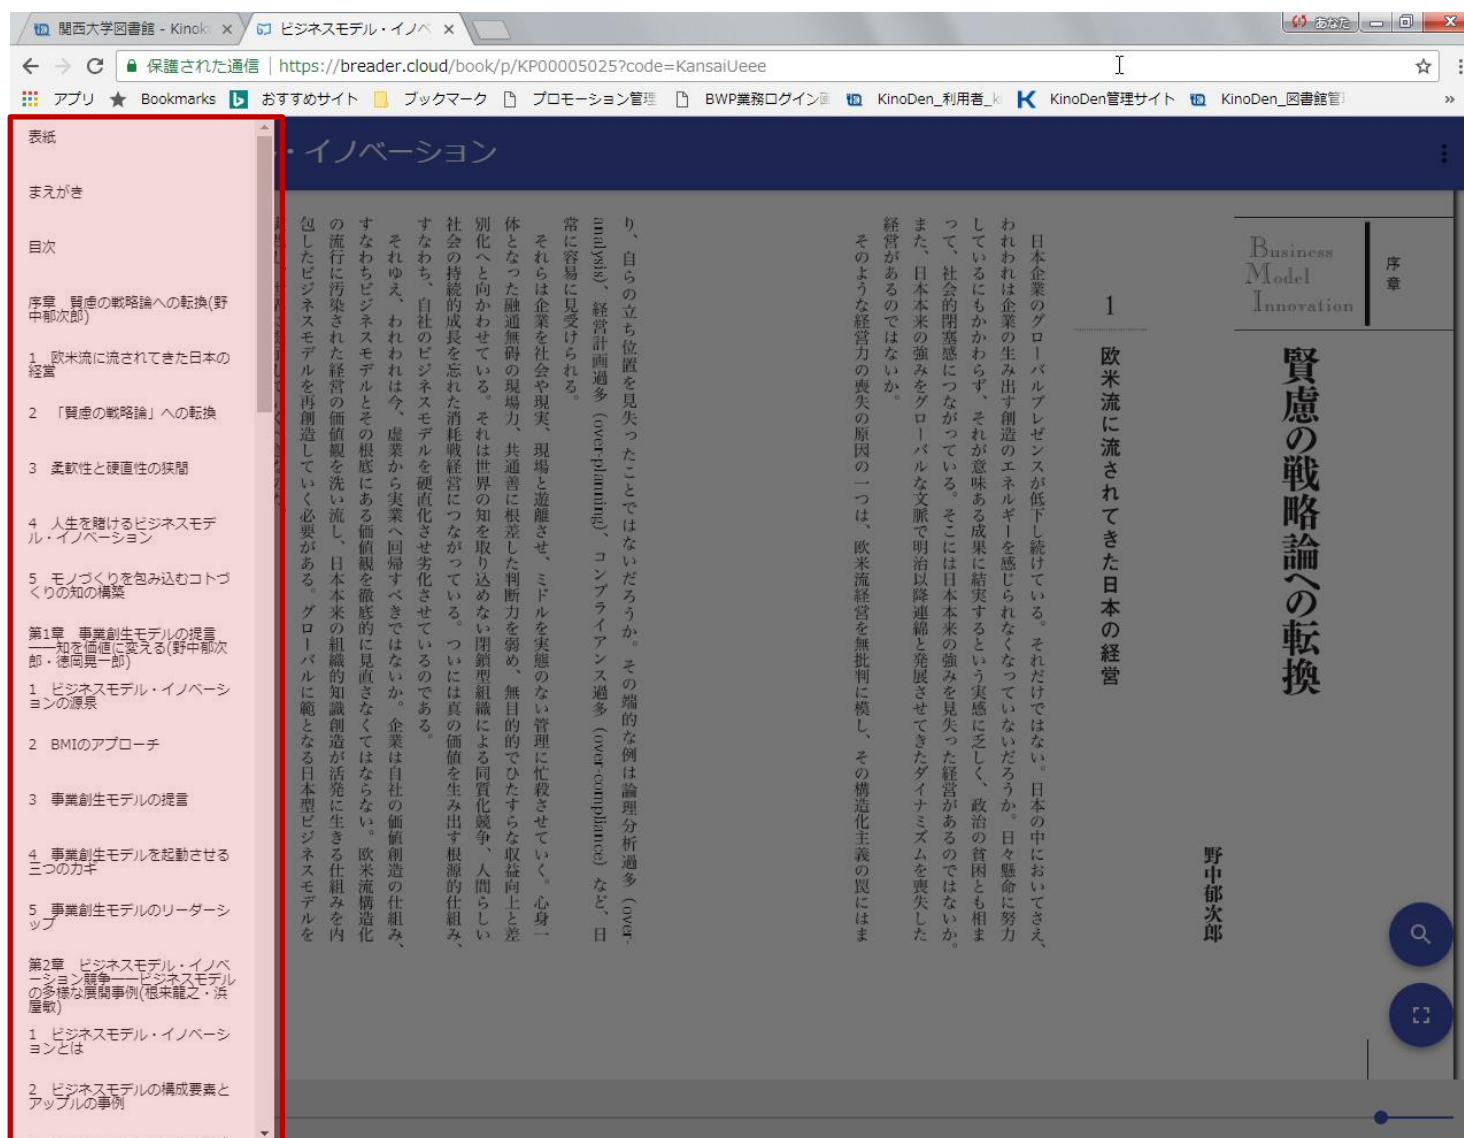 関西大学図書館 - Kinok
ビジネスモデル・イノベ
あなた
保護された通信
https://breader.cloud/book/p/KP00005025?code=KansaiUeee
アプリ
Bookmarks
おすすめサイト
ブックマーク
プロモーション管理
BWP業務ログイン画
KinoDen_利用者_ki
KinoDen管理サイト
KinoDen_図書館管理
»
表紙
まえがき
目次
序章　賢慮の戦略論への転換(野
中郁次郎)
1　欧米流に流されてきた日本の
経営
2　「賢慮の戦略論」への転換
3　柔軟性と硬直性の狭間
4　人生を賭けるビジネスモデ
ル・イノベーション
5　モノづくりを包み込むコトづ
くりの知の構築
第1章　事業創生モデルの提言
――知を価値に変える(野中郁次
郎・徳岡晃一郎)
1　ビジネスモデル・イノベーシ
ョンの源泉
2　BMIのアプローチ
3　事業創生モデルの提言
4　事業創生モデルを起動させる
三つのカギ
5　事業創生モデルのリーダーシ
ップ
第2章　ビジネスモデル・イノベ
ーション競争――ビジネスモデル
の多様な展開事例(根来龍之・浜
屋敏)
1　ビジネスモデル・イノベーシ
ョンとは
2　ビジネスモデルの構成要素と
アップルの事例
・イノベーション
序章
Business
Model
Innovation
賢慮の戦略論への転換
野中郁次郎
1
欧米流に流されてきた日本の経営
日本企業のグローバルプレゼンスが低下し続けている。それだけではない。日本の中においてさえ、
われわれは企業の生み出す創造のエネルギーを感じられなくなっていないだろうか。日々懸命に努力
しているにもかかわらず、それが意味ある成果に結実するという実感に乏しく、政治の貧困とも相ま
って、社会的閉塞感につながっている。そこには日本本来の強みを見失った経営があるのではないか。
また、日本本来の強みをグローバルな文脈で明治以降連綿と発展させてきたダイナミズムを喪失した
経営があるのではないか。
そのような経営力の喪失の原因の一つは、欧米流経営を無批判に模し、その構造化主義の罠にはま
り、自らの立ち位置を見失ったことではないだろうか。その端的な例は論理分析過多（over-
analysis）、経営計画過多（over-planning）、コンプライアンス過多（over-compliance）など、日
常に容易に見受けられる。
それらは企業を社会や現実、現場と遊離させ、ミドルを実態のない管理に忙殺させていく。心身一
体となった融通無碍の現場力、共通善に根差した判断力を弱め、無目的的でひたすらな収益向上と差
別化へと向かわせている。それは世界の知を取り込めない閉鎖型組織による同質化競争、人間らしい
社会の持続的成長を忘れた消耗戦経営につながっている。ついには真の価値を生み出す根源的仕組み、
すなわち、自社のビジネスモデルを硬直化させ劣化させているのである。
それゆえ、われわれは今、虚業から実業へ回帰すべきではないか。企業は自社の価値創造の仕組み、
すなわちビジネスモデルとその根底にある価値観を徹底的に見直さなくてはならない。欧米流構造化
の流行に汚染された経営の価値観を洗い流し、日本本来の組織的知識創造が活発に生きる仕組みを内
包したビジネスモデルを再創造していく必要がある。グローバルに範となる日本型ビジネスモデルを